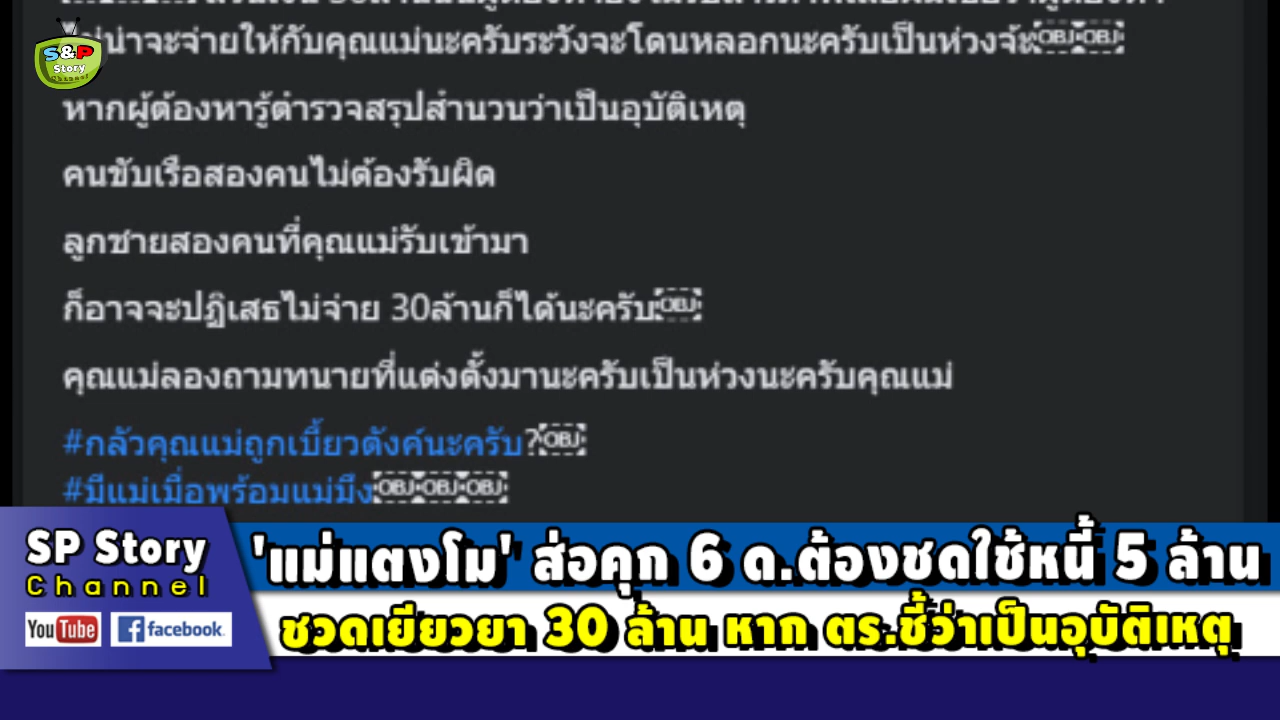 น่าจะจ่ายให้กับคุณแม่นะครับระวังจะโดนหลอกนะครับเป็นห่วงจ้ะ
S&P
Story
Channel
หากผู้ต้องหารู้ตำรวจสรุปสำนวนว่าเป็นอุบัติเหตุ
คนขับเรือสองคนไม่ต้องรับผิด
ลูกชายสองคนที่คุณแม่รับเข้ามา
ก็อาจจะปฏิเสธไม่จ่าย 30ล้านก็ได้นะครับ
คุณแม่ลองถามทนายที่แต่งตั้งมานะครับเป็นห่วงนะครับคุณแม่
#กลัวคุณแม่ถูกเบี้ยวตังค์นะครับ?
#มีแม่เมื่อพร้อมแม่มึง
SP Story
Channel
YouTube facebook
'แม่แตงโม' ส่อคุก 6 ด.ต้องชดใช้หนี้ 5 ล้าน
ชวดเยียวยา 30 ล้าน หาก ตร.ชี้ว่าเป็นอุบัติเหตุ